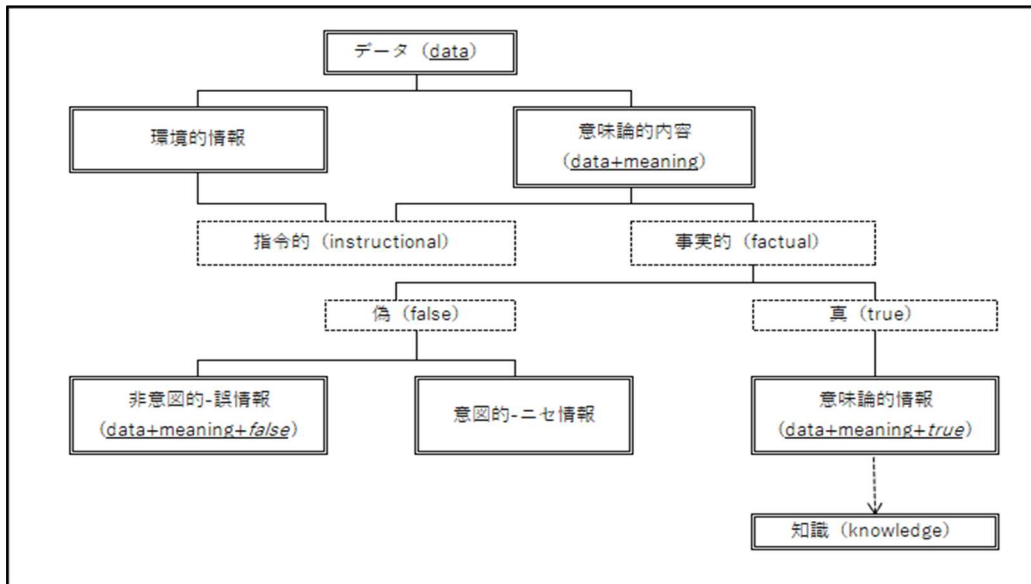 データ（data）
環境的情報
意味論的内容
（data+meaning）
指令的（instructional）
事実的（factual）
偽（false）
真（true）
非意図的-誤情報
（data+meaning+false）
意図的-ニセ情報
意味論的情報
（data+meaning+true）
知識（knowledge）